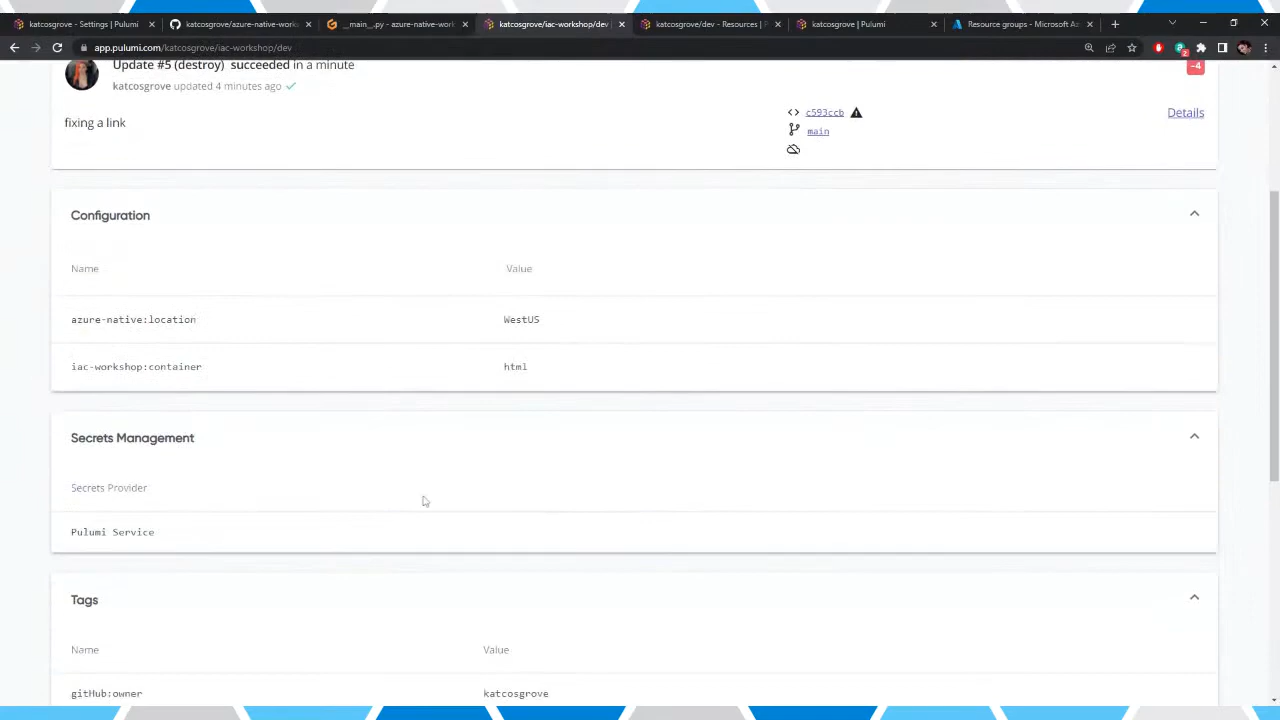 katcosgrove - Settings | Pulumi
katcosgrove/azure-native-work
__main__.py - azure-native-work
katcosgrove/iac-workshop/dev
katcosgrove/dev - Resources | P
katcosgrove | Pulumi
Resource groups - Microsoft Az
app.pulumi.com/katcosgrove/iac-workshop/dev
Update #5 (destroy) succeeded in a minute
-4
katcosgrove updated 4 minutes ago
fixing a link
c593ccb
Details
main
Configuration
Name Value
azure-native:location WestUS
iac-workshop:container html
Secrets Management
Secrets Provider
Pulumi Service
Tags
Name Value
gitHub:owner katcosgrove